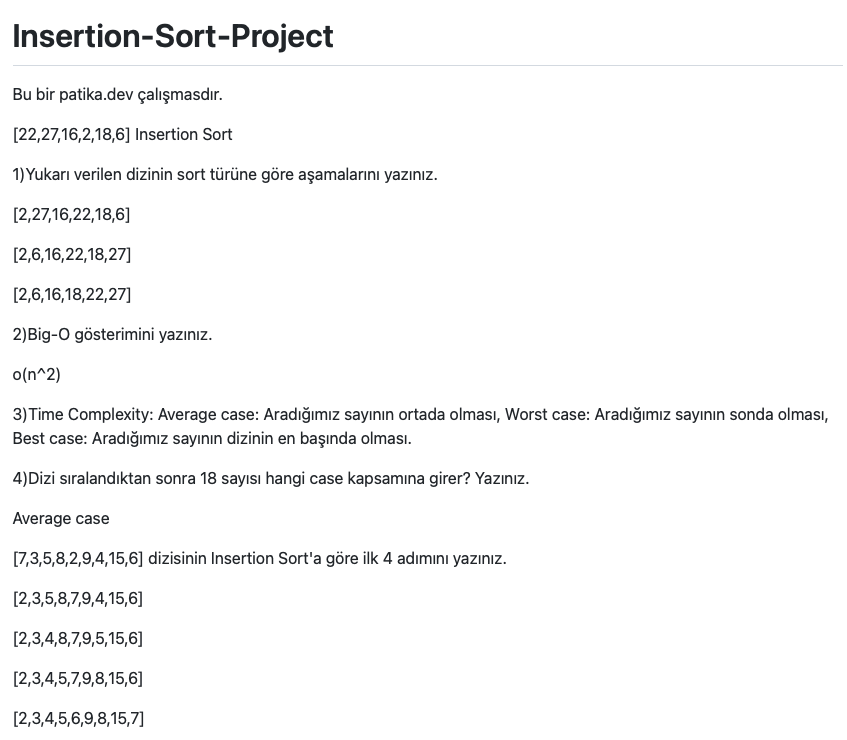 Insertion-Sort-Project
Bu bir patika.dev çalışmasdır.
[22,27,16,2,18,6] Insertion Sort
1)Yukarı verilen dizinin sort türüne göre aşamalarını yazınız.
[2,27,16,22,18,6]
[2,6,16,22,18,27]
[2,6,16,18,22,27]
2)Big-O gösterimini yazınız.
o(n^2)
3)Time Complexity: Average case: Aradığımız sayının ortada olması, Worst case: Aradığımız sayının sonda olması,
Best case: Aradığımız sayının dizinin en başında olması.
4)Dizi sıralandıktan sonra 18 sayısı hangi case kapsamına girer? Yazınız.
Average case
[7,3,5,8,2,9,4,15,6] dizisinin Insertion Sort'a göre ilk 4 adımını yazınız.
[2,3,5,8,7,9,4,15,6]
[2,3,4,8,7,9,5,15,6]
[2,3,4,5,7,9,8,15,6]
[2,3,4,5,6,9,8,15,7]